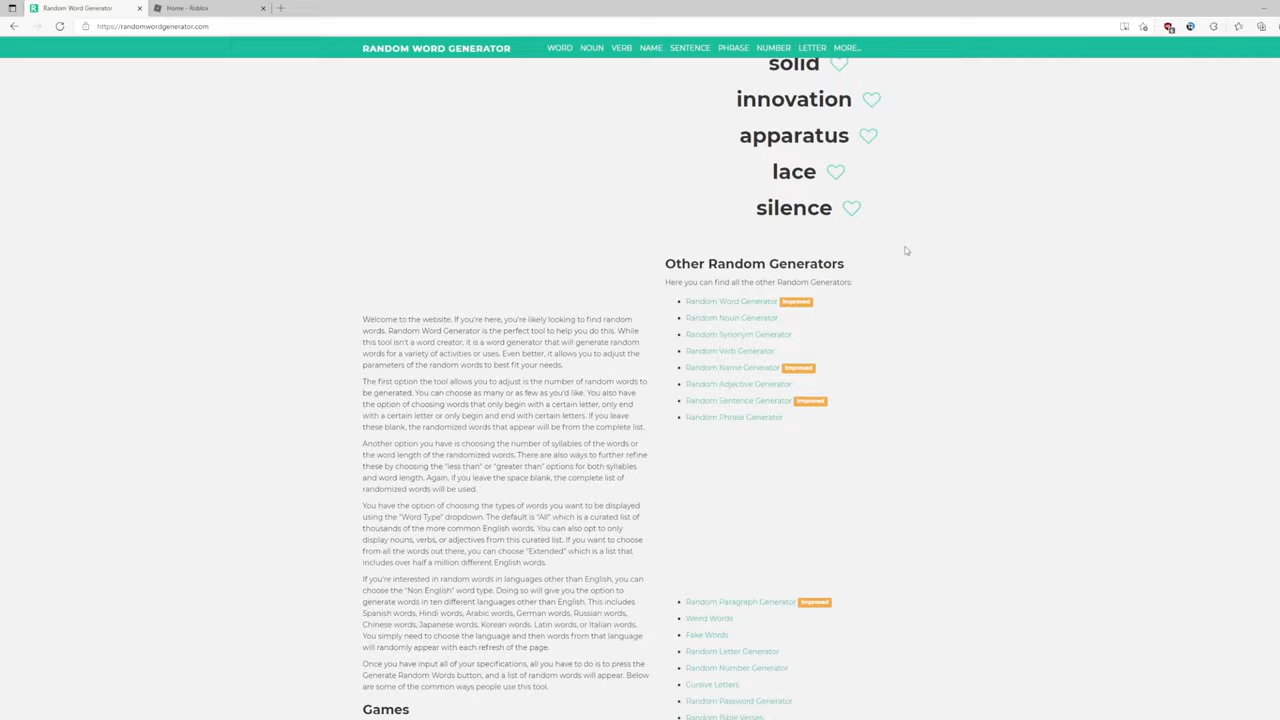 Random Word Generator
Home - Roblox
https://randomwordgenerator.com
RANDOM WORD GENERATOR
WORD NOUN VERB NAME SENTENCE PHRASE NUMBER LETTER MORE...
solid
innovation
apparatus
lace
silence
Other Random Generators
Here you can find all the other Random Generators:
Random Word Generator Improved
Random Noun Generator
Random Synonym Generator
Random Verb Generator
Random Name Generator Improved
Random Adjective Generator
Random Sentence Generator Improved
Random Phrase Generator
Random Paragraph Generator Improved
Weird Words
Fake Words
Random Letter Generator
Random Number Generator
Cursive Letters
Random Password Generator
Random Bible Verses
Welcome to the website. If you're here, you're likely looking to find random
words. Random Word Generator is the perfect tool to help you do this. While
this tool isn't a word creator, it is a word generator that will generate random
words for a variety of activities or uses. Even better, it allows you to adjust the
parameters of the random words to best fit your needs.
The first option the tool allows you to adjust is the number of random words to
be generated. You can choose as many or as few as you'd like. You also have
the option of choosing words that only begin with a certain letter, only end
with a certain letter or only begin and end with certain letters. If you leave
these blank, the randomized words that appear will be from the complete list.
Another option you have is choosing the number of syllables of the words or
the word length of the randomized words. There are also ways to further refine
these by choosing the "less than" or "greater than" options for both syllables
and word length. Again, if you leave the space blank, the complete list of
randomized words will be used.
You have the option of choosing the types of words you want to be displayed
using the "Word Type" dropdown. The default is "All" which is a curated list of
thousands of the more common English words. You can also opt to only
display nouns, verbs, or adjectives from this curated list. If you want to choose
from all the words out there, you can choose "Extended" which is a list that
includes over half a million different English words.
If you're interested in random words in languages other than English, you can
choose the "Non English" word type. Doing so will give you the option to
generate words in ten different languages other than English. This includes
Spanish words, Hindi words, Arabic words, German words, Russian words,
Chinese words, Japanese words, Korean words. Latin words, or Italian words.
You simply need to choose the language and then words from that language
will randomly appear with each refresh of the page.
Once you have input all of your specifications, all you have to do is to press the
Generate Random Words button, and a list of random words will appear. Below
are some of the common ways people use this tool.
Games